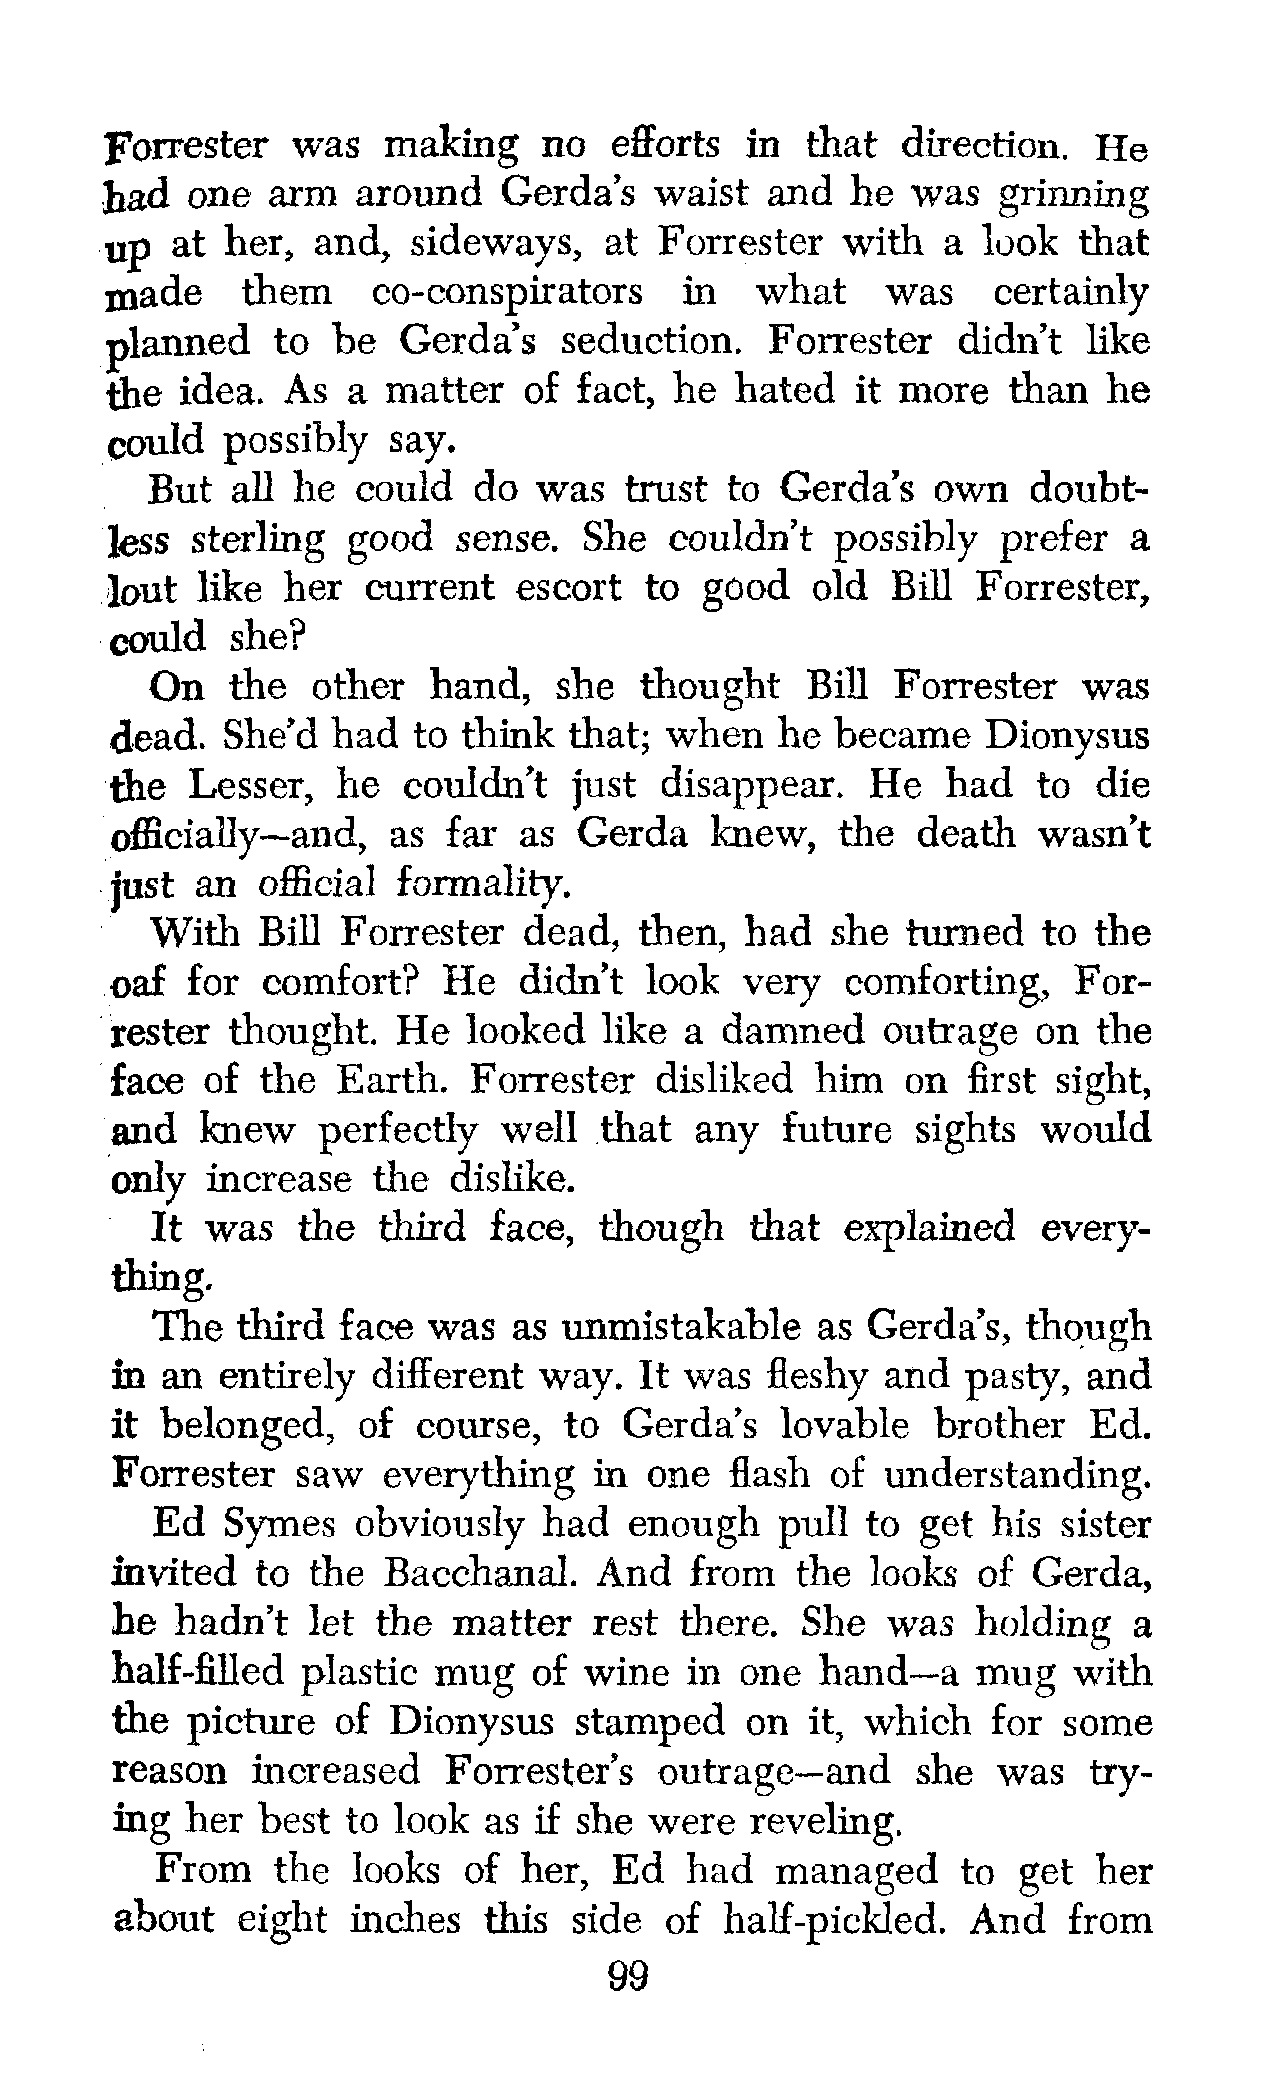 Forrester was making no efforts in that direction. He
had one arm around Gerda's waist and he was grinning
up at her, and, sideways, at Forrester with a look that
made them co-conspirators in what was certainly
planned to be Gerda's seduction. Forrester didn't like
the idea. As a matter of fact, he hated it more than he
could possibly say.
But all he could do was trust to Gerda's own doubt-
less sterling good sense. She couldn't possibly prefer a
lout like her current escort to good old Bill Forrester,
could she?
On the other hand, she thought Bill Forrester was
dead. She'd had to think that; when he became Dionysus
the Lesser, he couldn't just disappear. He had to die
officially—and, as far as Gerda knew, the death wasn't
just an official formality.
With Bill Forrester dead, then, had she turned to the
oaf for comfort? He didn't look very comforting, For-
rester thought. He looked like a damned outrage on the
face of the Earth. Forrester disliked him on first sight,
and knew perfectly well that any future sights would
only increase the dislike.
It was the third face, though that explained every-
thing.
The third face was as unmistakable as Gerda's, though
in an entirely different way. It was fleshy and pasty, and
it belonged, of course, to Gerda's lovable brother Ed.
Forrester saw everything in one flash of understanding.
Ed Symes obviously had enough pull to get his sister
invited to the Bacchanal. And from the looks of Gerda,
he hadn't let the matter rest there. She was holding a
half-filled plastic mug of wine in one hand—a mug with
the picture of Dionysus stamped on it, which for some
reason increased Forrester's outrage—and she was try-
ing her best to look as if she were reveling.
From the looks of her, Ed had managed to get her
about eight inches this side of half-pickled. And from
99